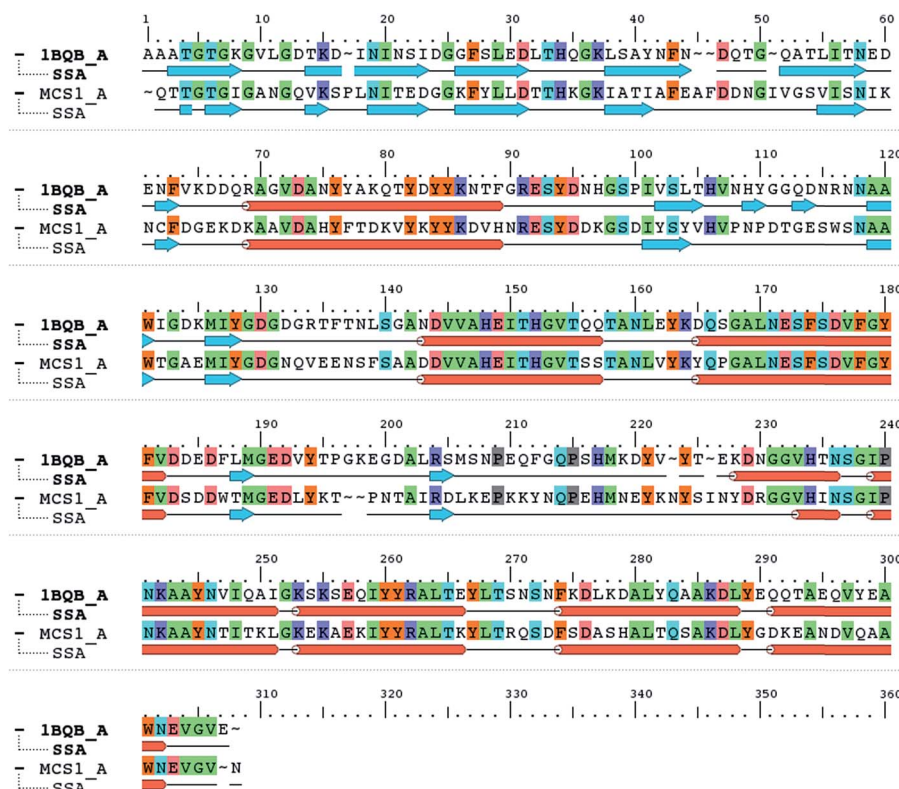 1 10 20 30 40 50 60
1BQB_A AAATGTGKGVLGDTKD~ININSIDGGFSLEDLTHQGKLSAYNFN~~DQTG~QATLITNED
SSA
MCS1_A ~QTTGTGIGANGQVKSPLNITEDGGKFYLLDTTHKGKIATIAFEAFDDNGIVGSVISNIK
SSA
70 80 90 100 110 120
1BQB_A ENFVKDDQRAGVDANYYAKQTYDYYKNTFGRESYDNHGSPIVSLTHVNHYGGQDNRNNAA
SSA
MCS1_A NCFDGEKDKAAVDAHYFTDKVYKYYKDVHNRESYDDKGSDIYSYVHVPNPDTGESWSNAA
SSA
130 140 150 160 170 180
1BQB_A WIGDKMIYGDGDGRTFTNLSGANDVVAHEITHGVTQQTANLEYKDQSGALNESFSDVFGY
SSA
MCS1_A WTGAEMIYGDGNQVEENSFSAADDVVAHEITHGVTSSTANLVYKYQPGALNESFSDVFGY
SSA
190 200 210 220 230 240
1BQB_A FVDDEDFLMGEDVYTPGKEGDALRSMSNPEQFGQPSHMKDYV~YT~EKDNGGVHTNSGIP
SSA
MCS1_A FVDSDDWTMGEDLYKT~~PNTAIRDLKEPKKYNQPEHMNEYKNYSINYDRGGVHINSGIP
SSA
250 260 270 280 290 300
1BQB_A NKAAYNVIQAIGKSKSEQIYYRALTEYLTSNSNFKDLKDALYQAAKDLYEQQTAEQVYEA
SSA
MCS1_A NKAAYNTITKLGKEKAEKIYYRALTKYLTRQSDFSDASHALTQSAKDLYGDKEANDVQAA
SSA
310 320 330 340 350 360
1BQB_A WNEVGVE~
SSA
MCS1_A WNEVGV~N
SSA